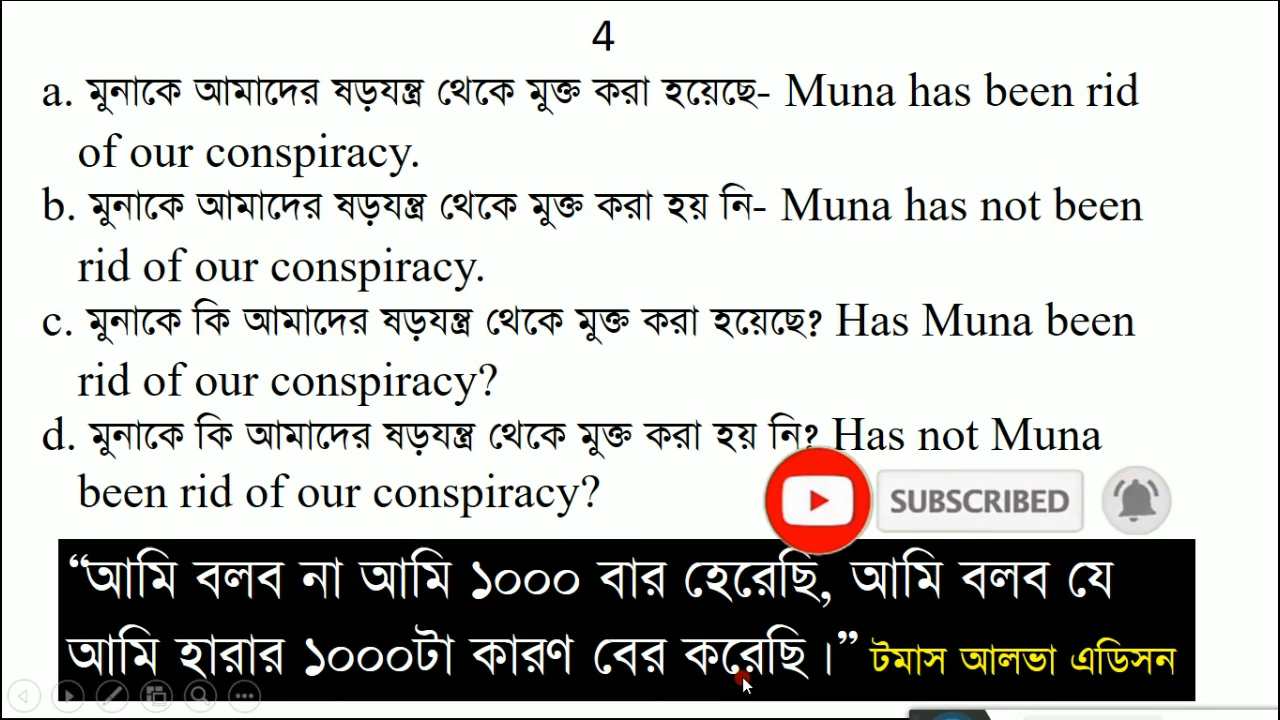 4
a. মুনাকে আমাদের ষড়যন্ত্র থেকে মুক্ত করা হয়েছে- Muna has been rid
of our conspiracy.
b. মুনাকে আমাদের ষড়যন্ত্র থেকে মুক্ত করা হয় নি- Muna has not been
rid of our conspiracy.
c. মুনাকে কি আমাদের ষড়যন্ত্র থেকে মুক্ত করা হয়েছে? Has Muna been
rid of our conspiracy?
d. মুনাকে কি আমাদের ষড়যন্ত্র থেকে মুক্ত করা হয় নি? Has not Muna
been rid of our conspiracy?
SUBSCRIBED
“আমি বলব না আমি ১০০০ বার হেরেছি, আমি বলব যে
আমি হারার ১০০০টা কারণ বের করেছি।” টমাস আলভা এডিসন